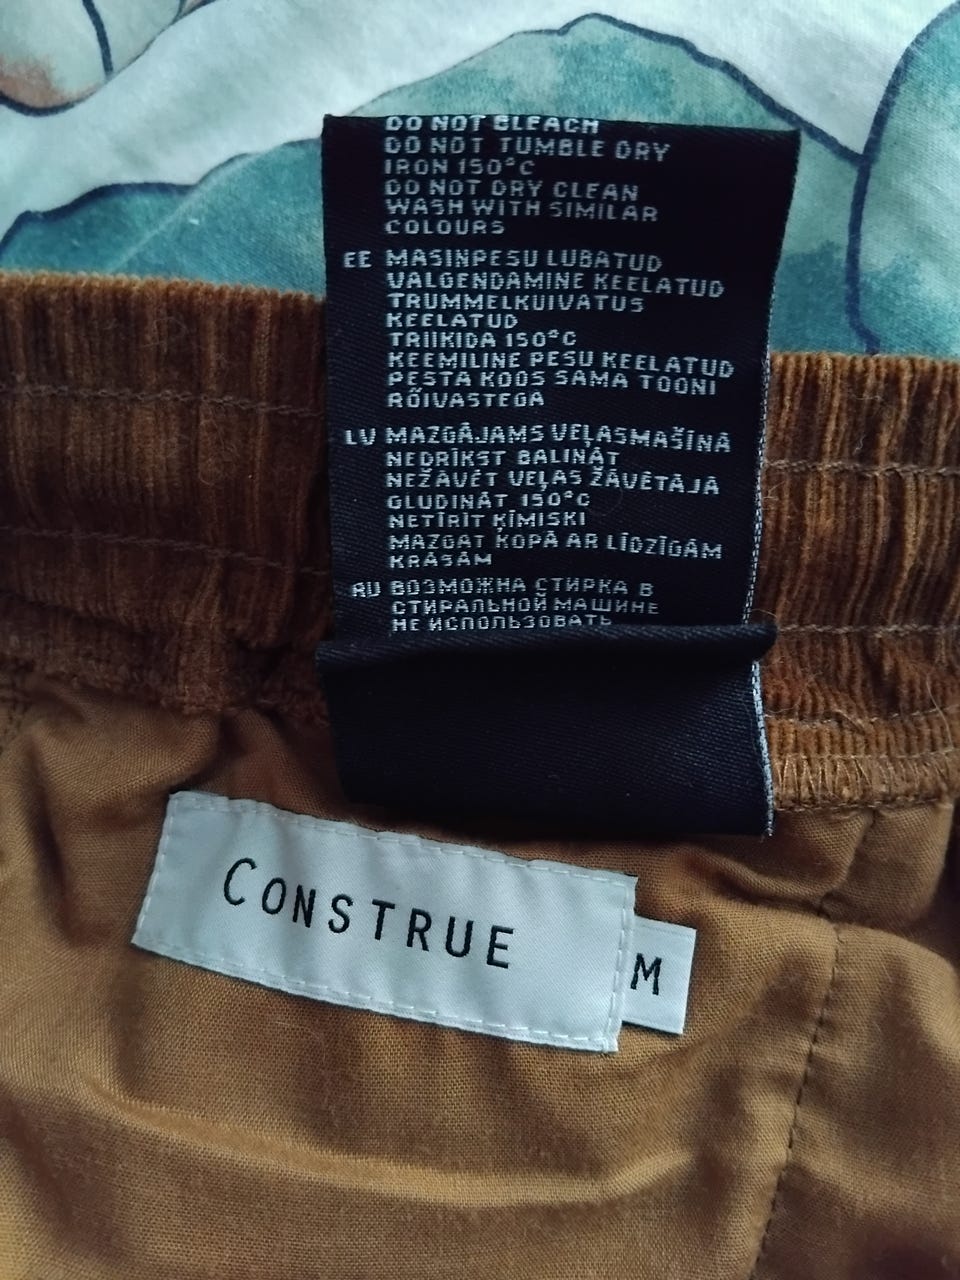 DO NOT BLEACH
DO NOT TUMBLE DRY
IRON 150°C
DO NOT DRY CLEAN
WASH WITH SIMILAR
COLOURS
EE MASINPESU LUBATUD
VALGENDAMINE KEELATUD
TRUMMELKUIVATUS
KEELATUD
TRIIKIDA 150°C
KEEMILINE PESU KEELATUD
PESTA KOOS SAMA TOONI
RÕIVASTEGA
LV MAZGĀJAMS VEĻASMAŠĪNĀ
NEDRĪKST BALINĀT
NEŽĀVĒT VEĻAS ŽĀVĒTĀJĀ
GLUDINĀT 150°C
NETĪRĪT ĶĪMISKI
MAZGĀT KOPĀ AR LĪDZĪGĀM
KRĀSĀM
RU ВОЗМОЖНА СТИРКА В
СТИРАЛЬНОЙ МАШИНЕ
НЕ ИСПОЛЬЗОВАТЬ
CONSTRUE
M